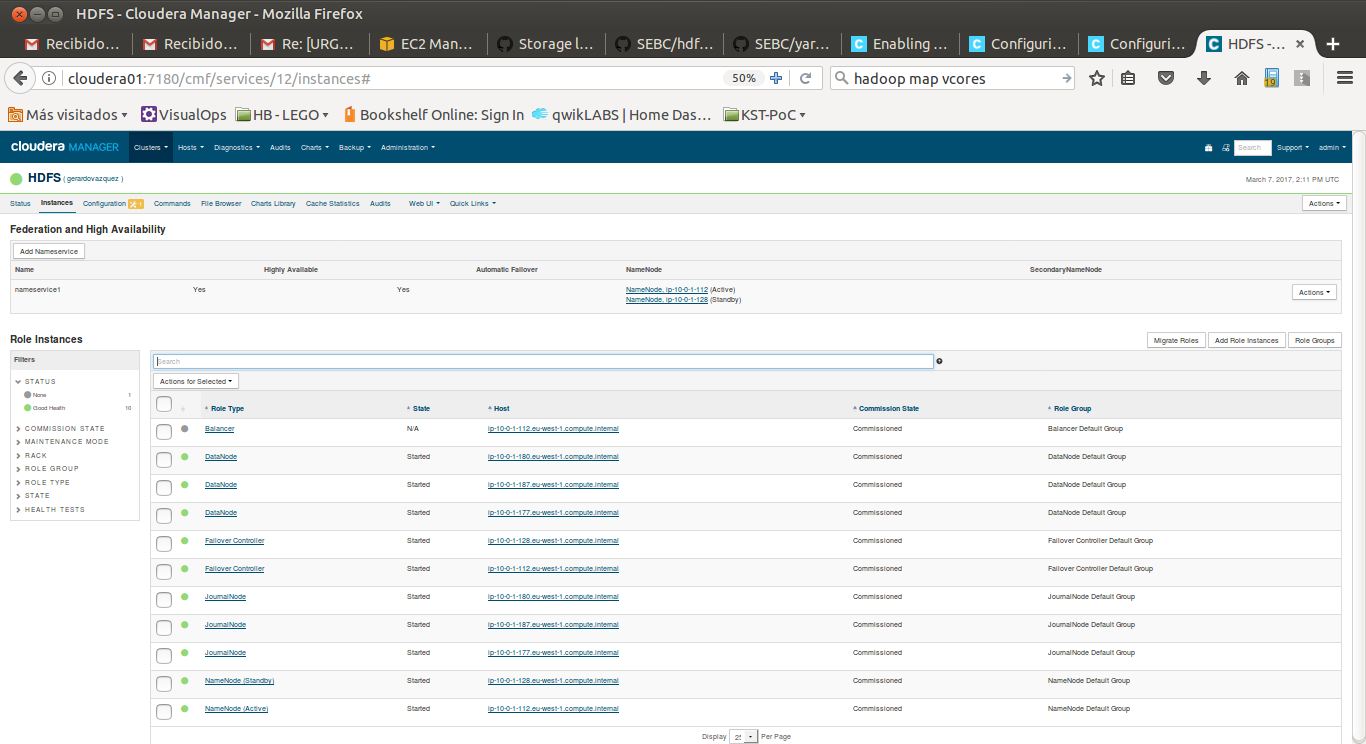 HDFS - Cloudera Manager - Mozilla Firefox
Recibido... Recibido... Re: [URG... EC2 Man... Storage l... SEBC/hdf... SEBC/yar... Enabling ... Configuri... Configuri... HDFS -...
cloudera01:7180/cmf/services/12/instances# 50% hadoop map vcores 19
Más visitados VisualOps HB - LEGO Bookshelf Online: Sign In qwikLABS | Home Das... KST-PoC
cloudera MANAGER Clusters Hosts Diagnostics Audits Charts Backup Administration Search Support admin
HDFS ( gerardovazquez ) March 7, 2017, 2:11 PM UTC
Status Instances Configuration 1 Commands File Browser Charts Library Cache Statistics Audits Web UI Quick Links Actions
Federation and High Availability
Add Nameservice
Name Highly Available Automatic Failover NameNode SecondaryNameNode
nameservice1 Yes Yes NameNode, ip-10-0-1-112 (Active) Actions
NameNode, ip-10-0-1-128 (Standby)
Role Instances Migrate Roles Add Role Instances Role Groups
Filters
Search
STATUS
None 1
Good Health 10
COMMISSION STATE
MAINTENANCE MODE
RACK
ROLE GROUP
ROLE TYPE
STATE
HEALTH TESTS
Actions for Selected
Role Type State Host Commission State Role Group
Balancer N/A ip-10-0-1-112.eu-west-1.compute.internal Commissioned Balancer Default Group
DataNode Started ip-10-0-1-180.eu-west-1.compute.internal Commissioned DataNode Default Group
DataNode Started ip-10-0-1-187.eu-west-1.compute.internal Commissioned DataNode Default Group
DataNode Started ip-10-0-1-177.eu-west-1.compute.internal Commissioned DataNode Default Group
Failover Controller Started ip-10-0-1-128.eu-west-1.compute.internal Commissioned Failover Controller Default Group
Failover Controller Started ip-10-0-1-112.eu-west-1.compute.internal Commissioned Failover Controller Default Group
JournalNode Started ip-10-0-1-180.eu-west-1.compute.internal Commissioned JournalNode Default Group
JournalNode Started ip-10-0-1-187.eu-west-1.compute.internal Commissioned JournalNode Default Group
JournalNode Started ip-10-0-1-177.eu-west-1.compute.internal Commissioned JournalNode Default Group
NameNode (Standby) Started ip-10-0-1-128.eu-west-1.compute.internal Commissioned NameNode Default Group
NameNode (Active) Started ip-10-0-1-112.eu-west-1.compute.internal Commissioned NameNode Default Group
Display Per Page